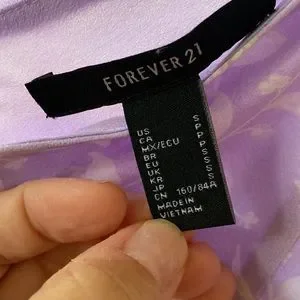 FOREVER 21
US S
CA P
MX/ECU P
BR P
EU S
UK S
KR S
JP S
CN 160/84A
MADE IN
VIETNAM